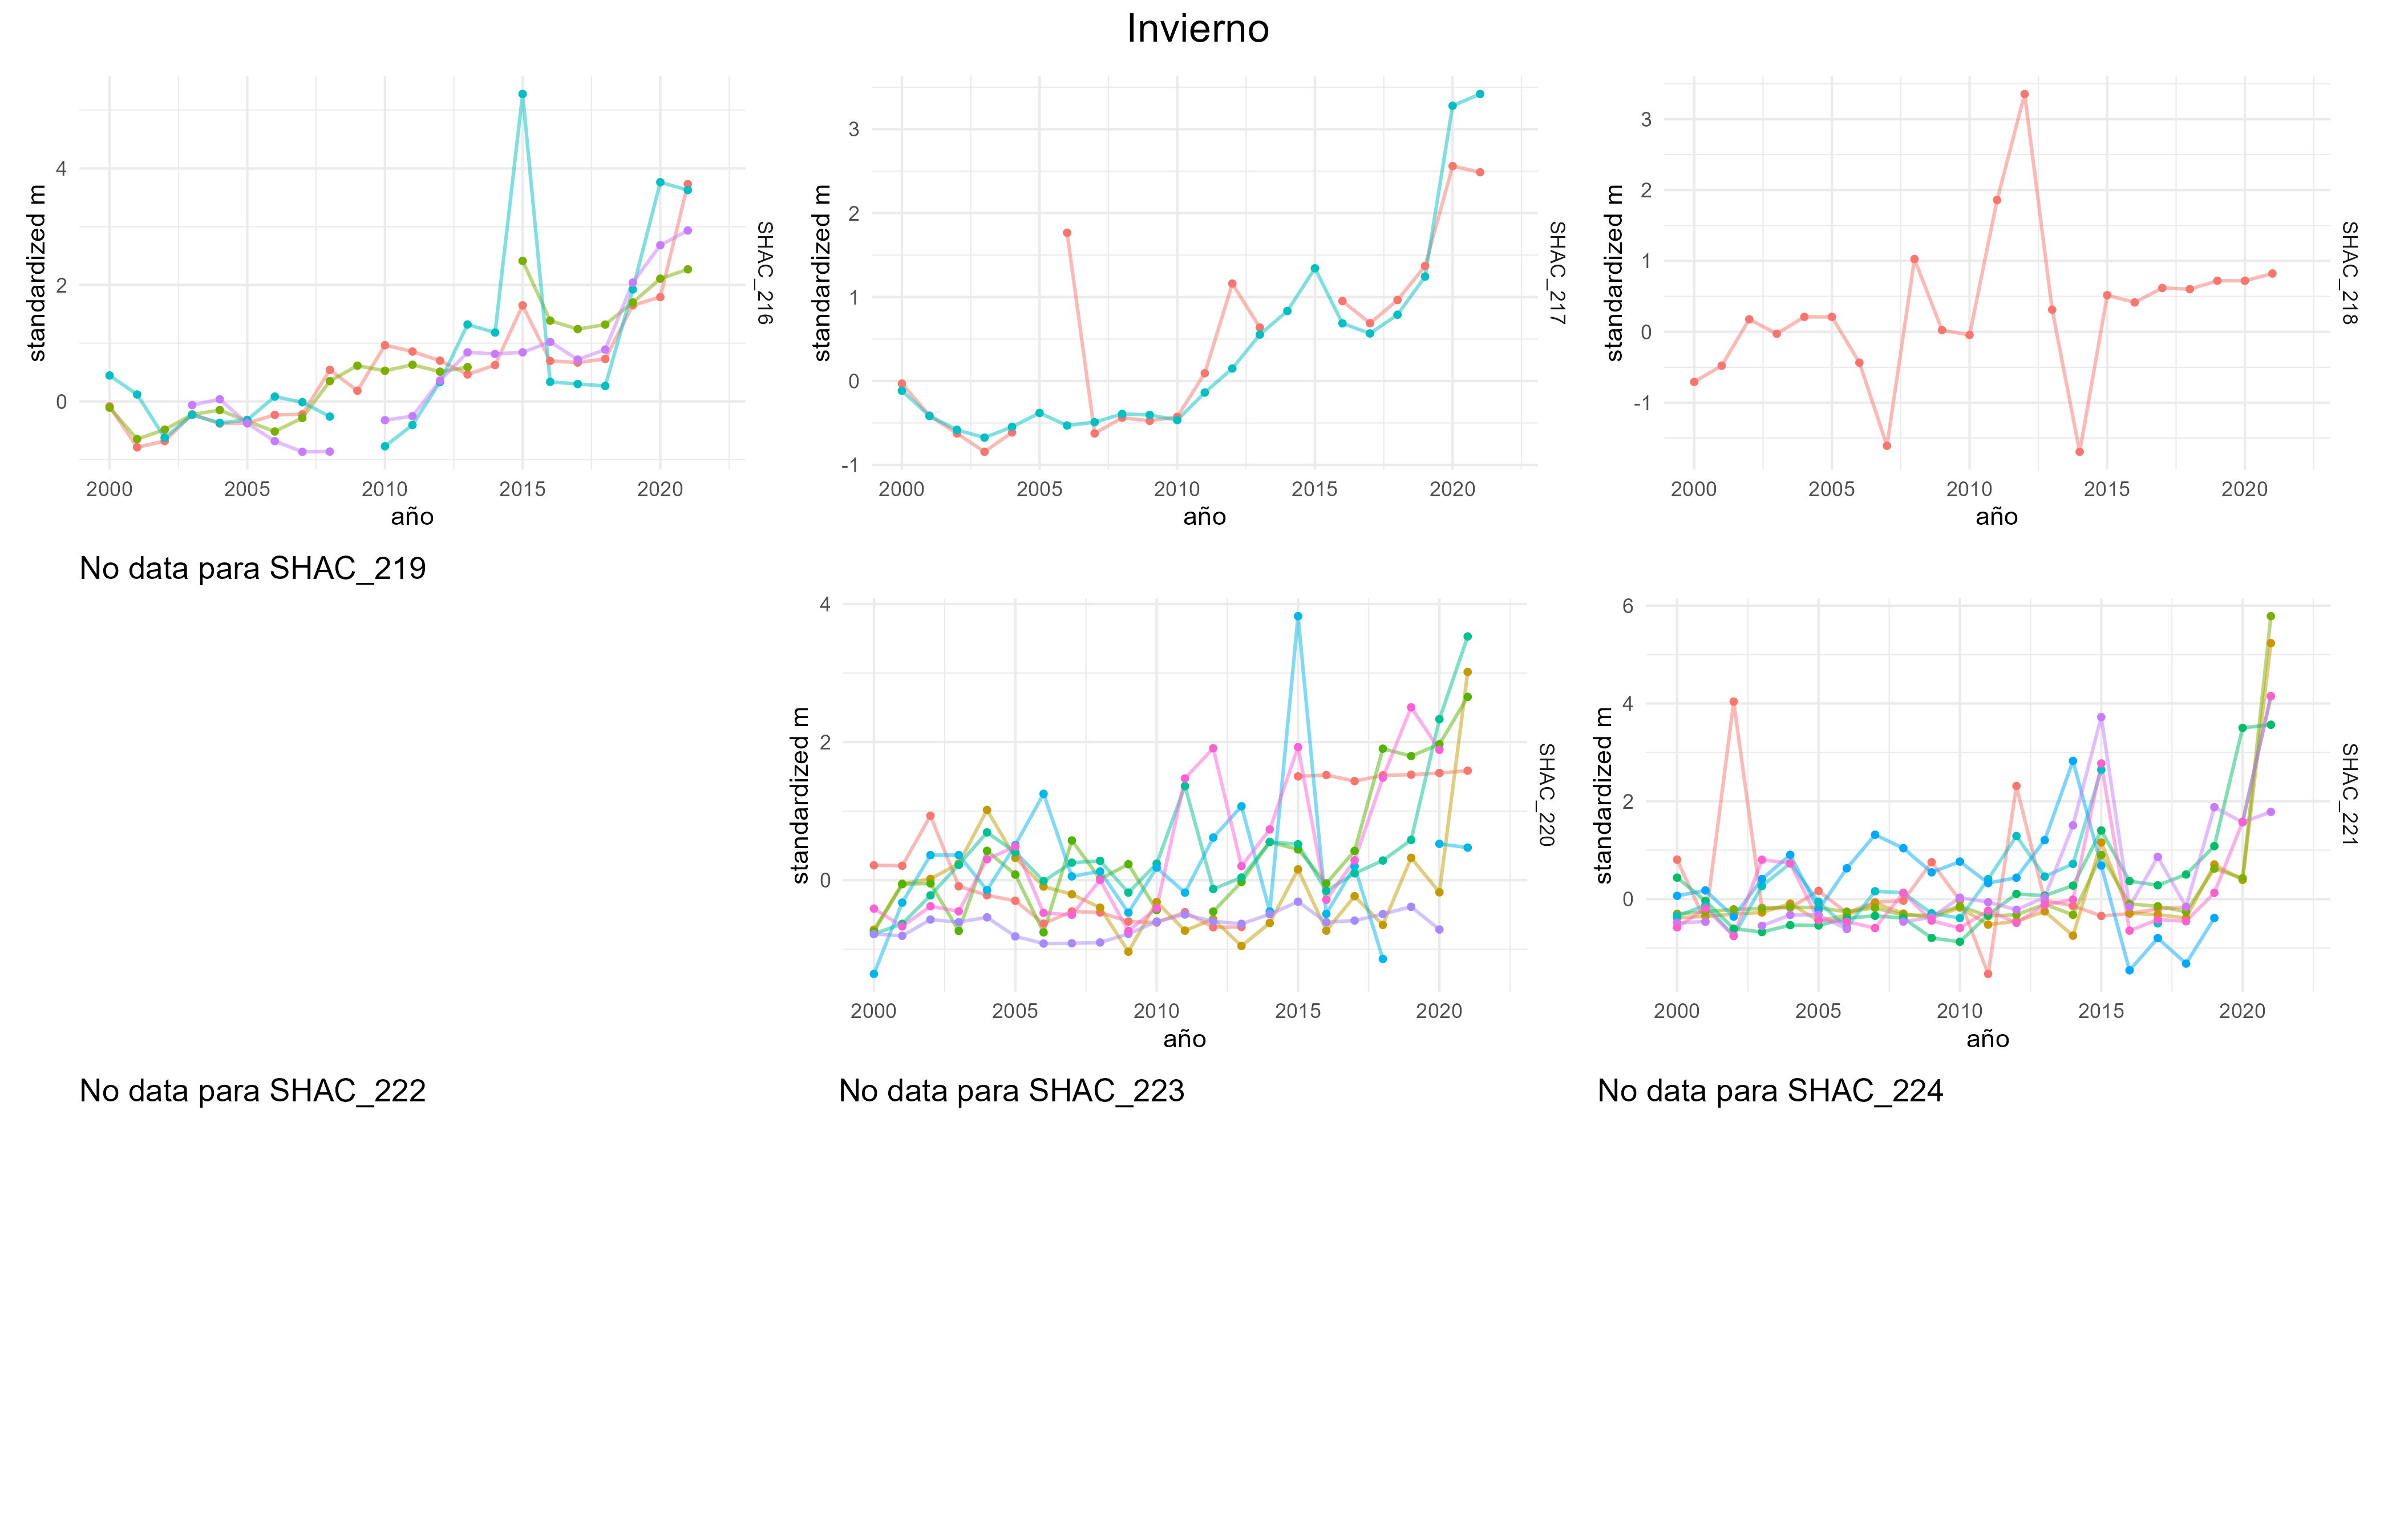 Invierno
standardized m
4
2
0
2000 2005 2010 2015 2020
año
SHAC_216
standardized m
3
2
1
0
-1
2000 2005 2010 2015 2020
año
SHAC_217
standardized m
3
2
1
0
-1
2000 2005 2010 2015 2020
año
SHAC_218
No data para SHAC_219
standardized m
4
2
0
2000 2005 2010 2015 2020
año
SHAC_220
standardized m
6
4
2
0
2000 2005 2010 2015 2020
año
SHAC_221
No data para SHAC_222
No data para SHAC_223
No data para SHAC_224